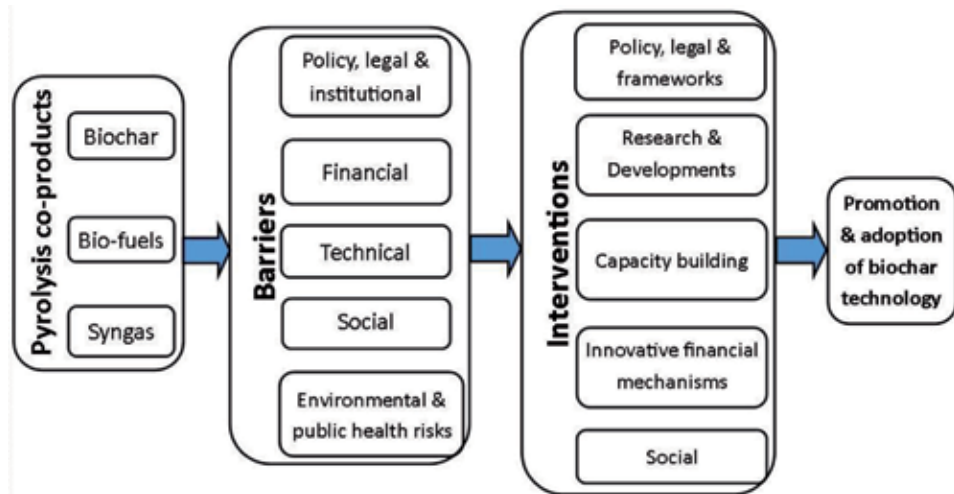 Pyrolysis co-products
Biochar
Bio-fuels
Syngas
Barriers
Policy, legal &
institutional
Financial
Technical
Social
Environmental &
public health risks
Interventions
Policy, legal &
frameworks
Research &
Developments
Capacity building
Innovative financial
mechanisms
Social
Promotion
& adoption
of biochar
technology